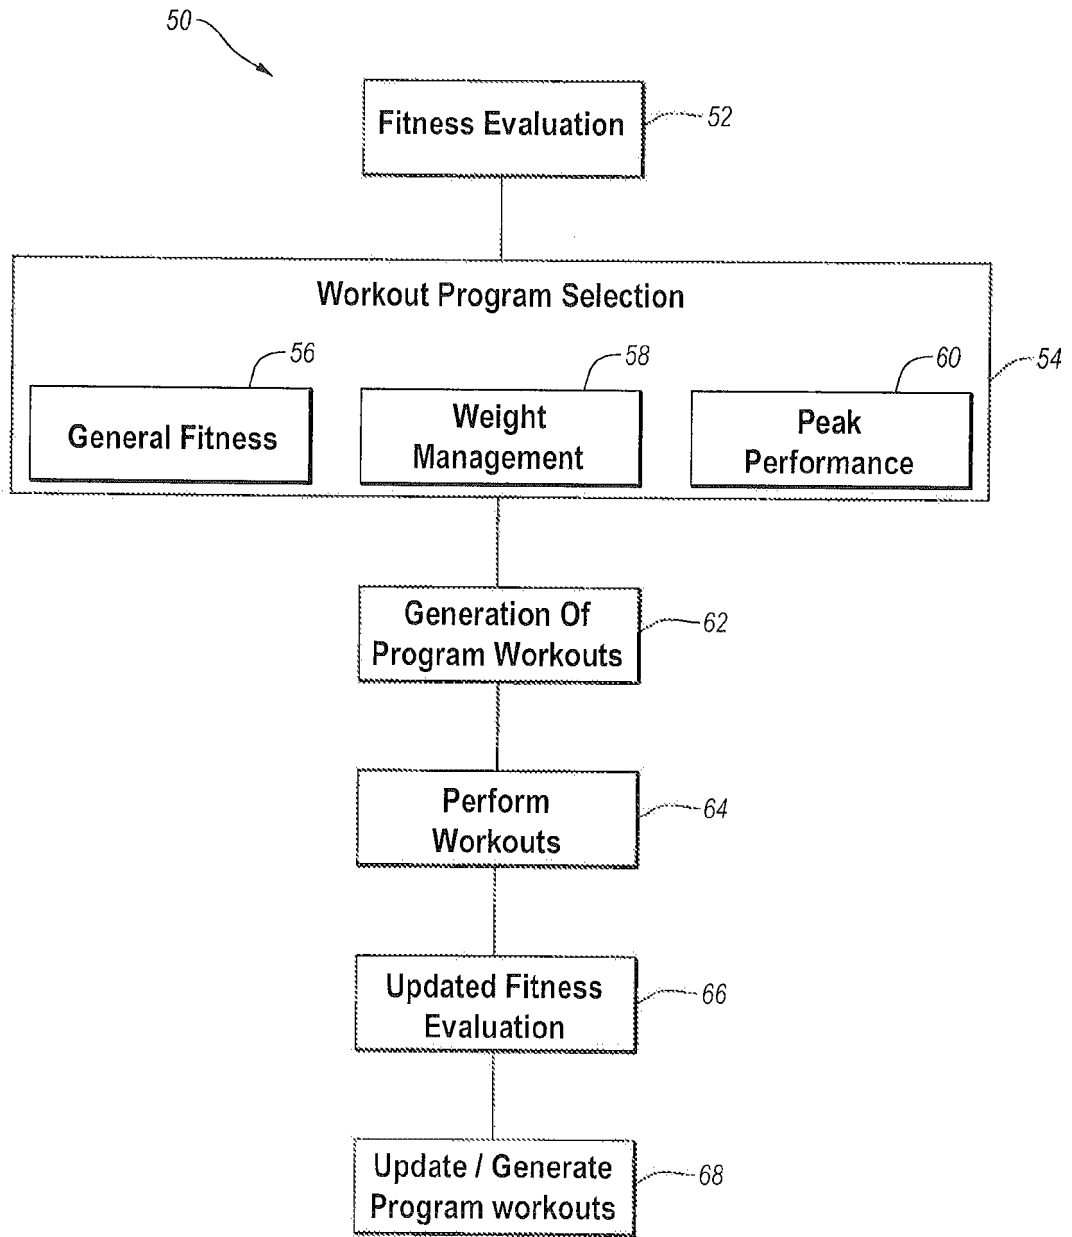 50
Fitness Evaluation
52
Workout Program Selection
56
58
60
54
General Fitness
Weight
Management
Peak
Performance
Generation Of
Program Workouts
62
Perform
Workouts
64
Updated Fitness
Evaluation
66
Update / Generate
Program workouts
68